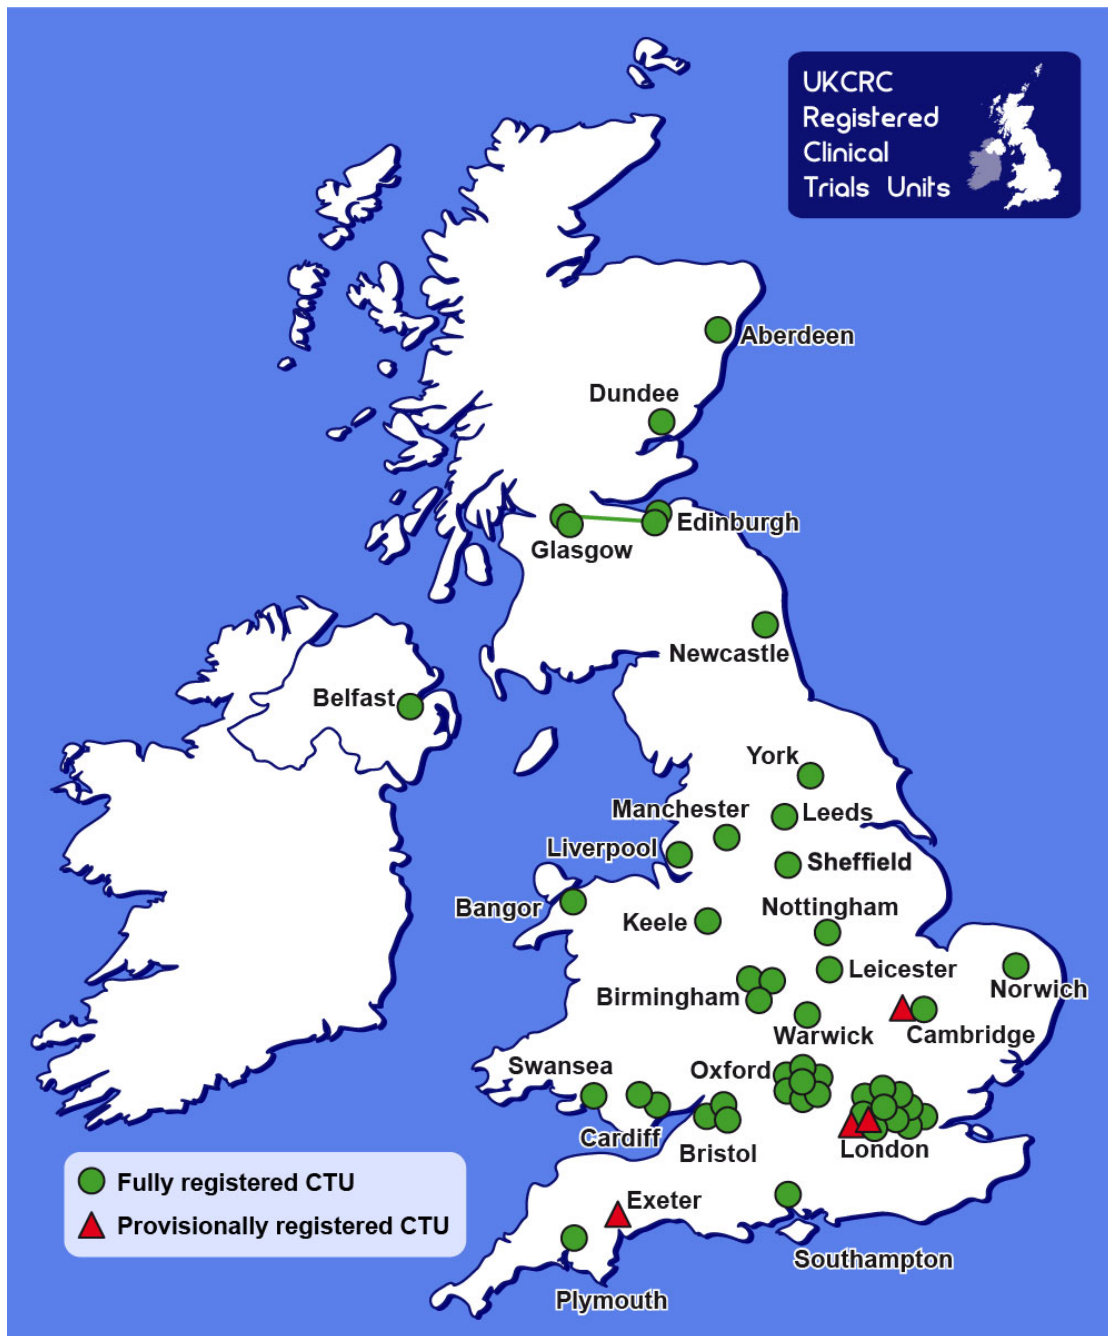 UKCRC
Registered
Clinical
Trials Units
Aberdeen
Dundee
Edinburgh
Glasgow
Newcastle
Belfast
York
Manchester
Leeds
Liverpool
Sheffield
Bangor
Keele
Nottingham
Leicester
Norwich
Birmingham
Warwick
Cambridge
Swansea
Oxford
Cardiff
Bristol
London
Fully registered CTU
Provisionally registered CTU
Exeter
Southampton
Plymouth